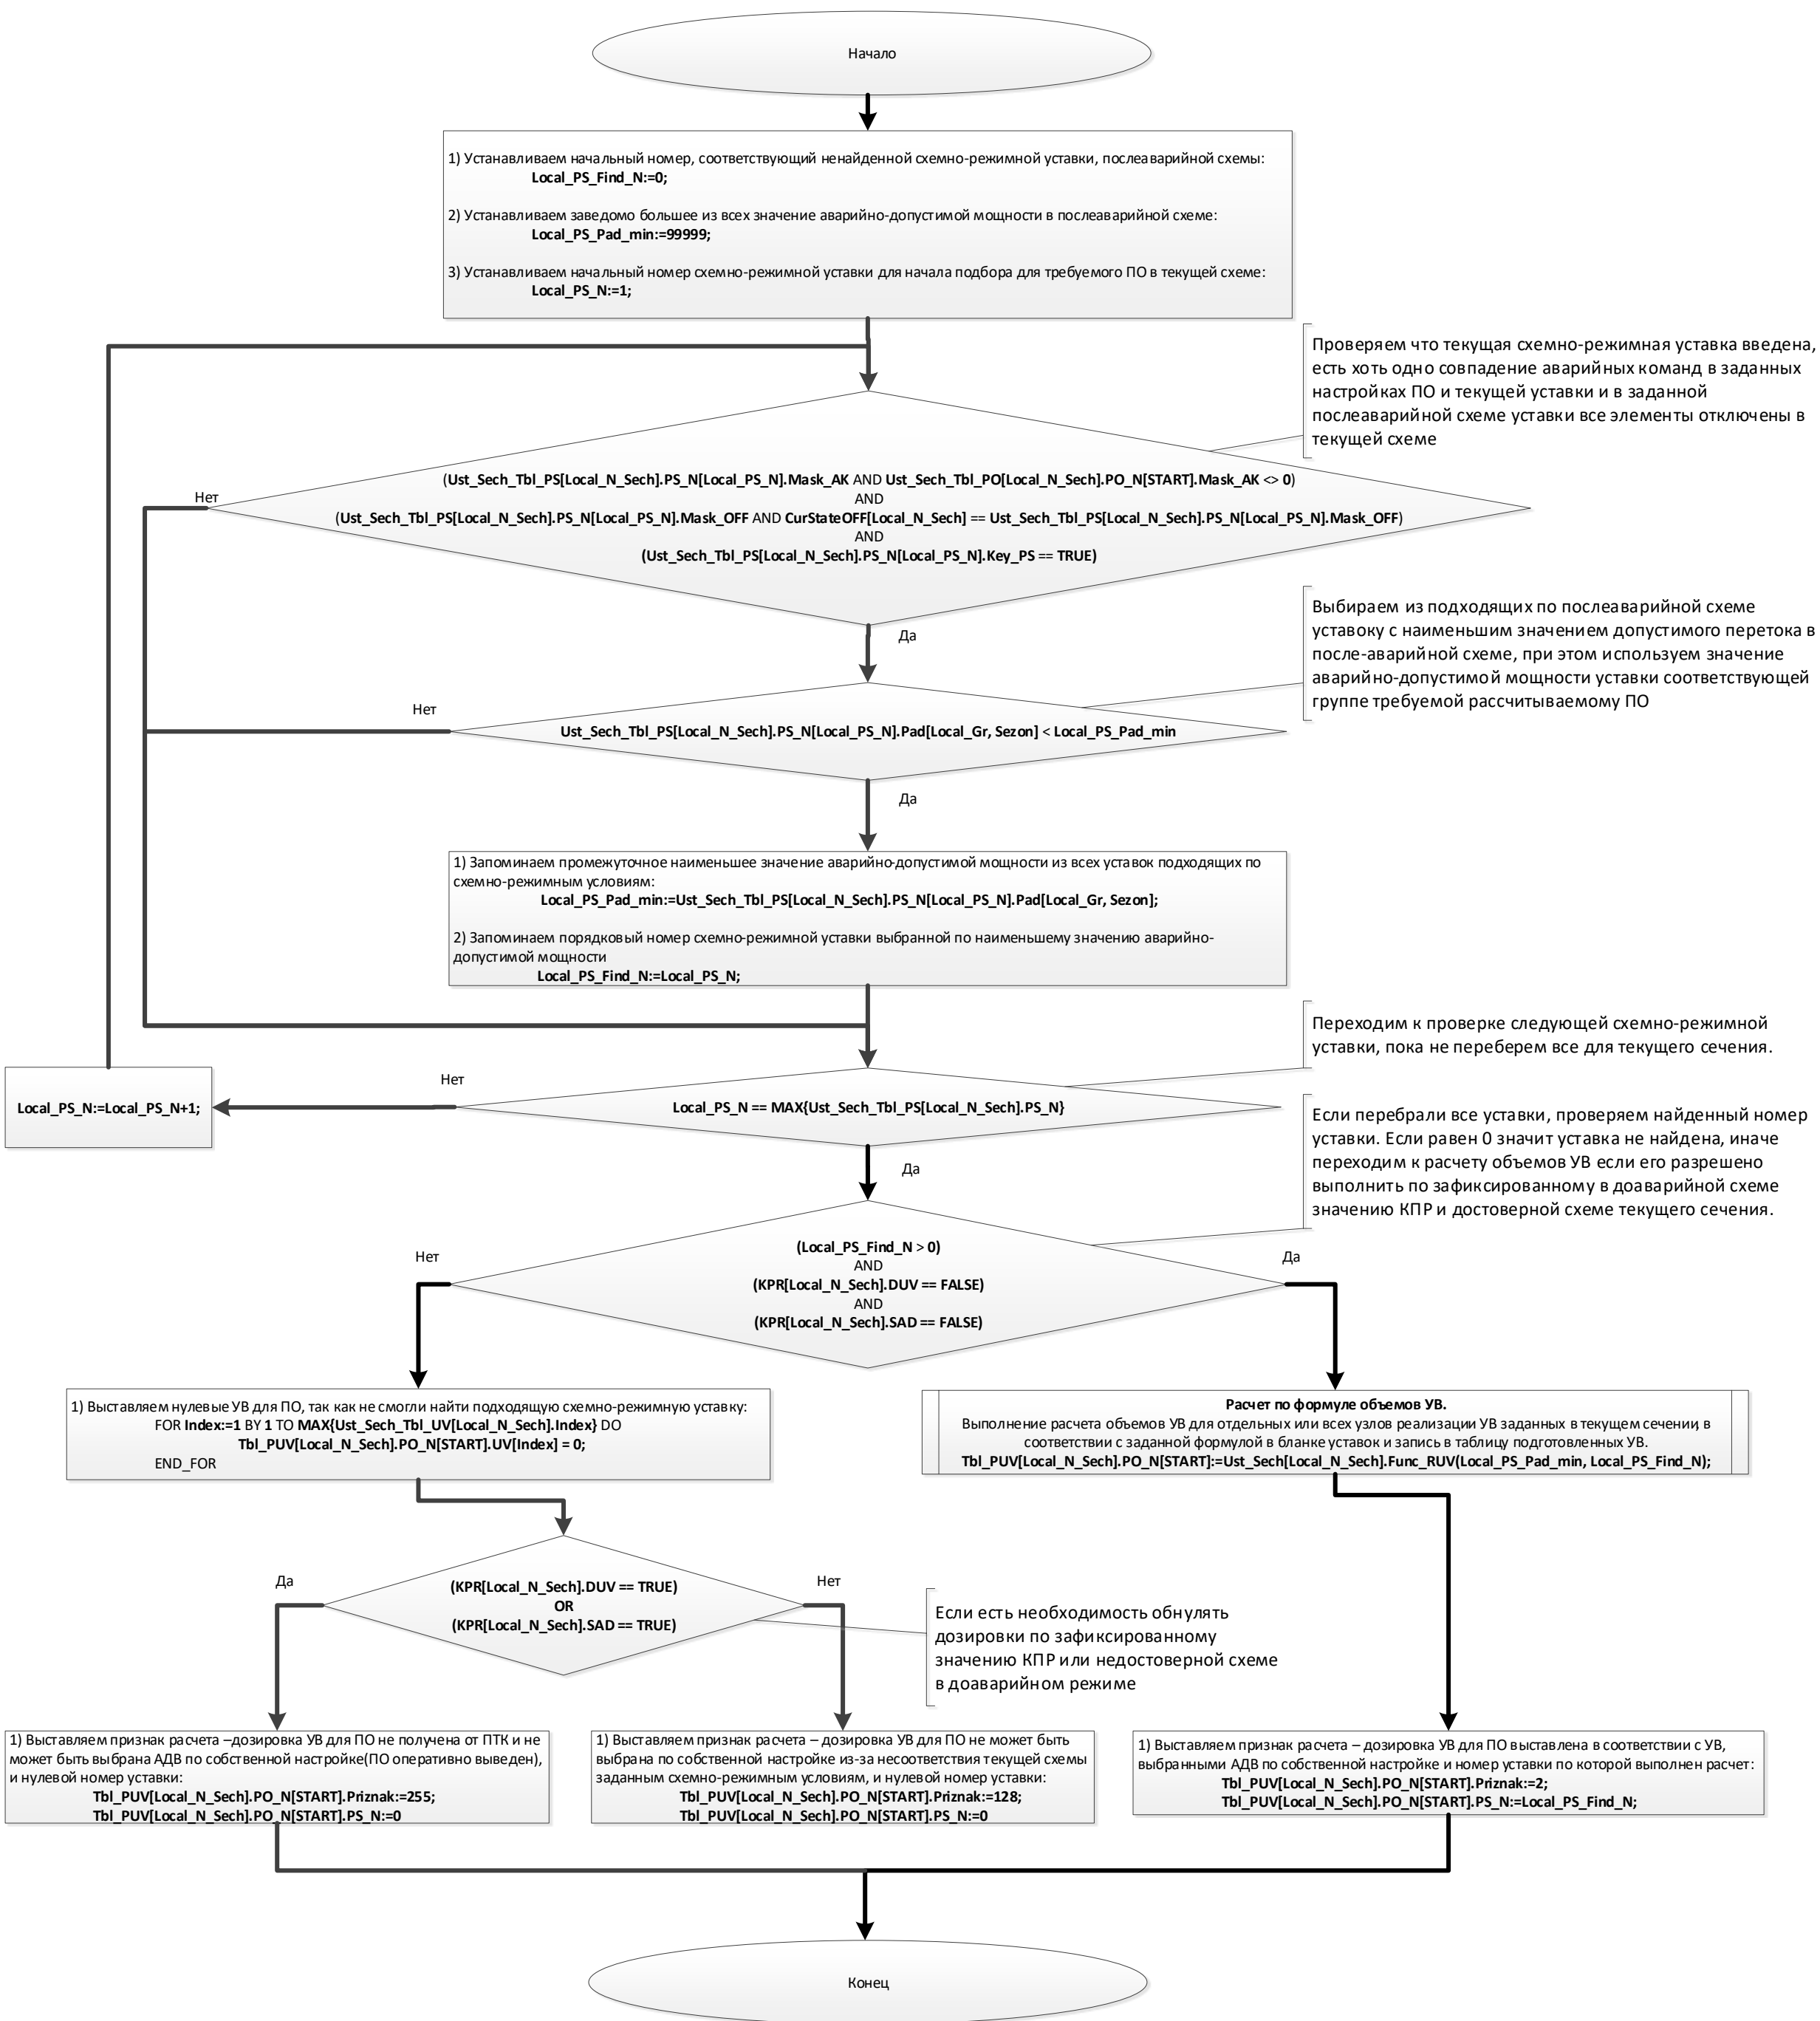 Начало
1) Устанавливаем начальный номер, соответствующий ненайденной схемно-режимной уставки, послеаварийной схемы:
Local_PS_Find_N:=0;
2) Устанавливаем заведомо большее из всех значение аварийно-допустимой мощности в послеаварийной схеме:
Local_PS_Pad_min:=99999;
3) Устанавливаем начальный номер схемно-режимной уставки для начала подбора для требуемого ПО в текущей схеме:
Local_PS_N:=1;
Проверяем что текущая схемно-режимная уставка введена,
есть хоть одно совпадение аварийных команд в заданных
настройках ПО и текущей уставки и в заданной
послеаварийной схеме уставки все элементы отключены в
текущей схеме
(Ust_Sech_Tbl_PS[Local_N_Sech].PS_N[Local_PS_N].Mask_AK AND Ust_Sech_Tbl_PO[Local_N_Sech].PO_N[START].Mask_AK <> 0)
AND
(Ust_Sech_Tbl_PS[Local_N_Sech].PS_N[Local_PS_N].Mask_OFF AND CurStateOFF[Local_N_Sech] == Ust_Sech_Tbl_PS[Local_N_Sech].PS_N[Local_PS_N].Mask_OFF)
AND
(Ust_Sech_Tbl_PS[Local_N_Sech].PS_N[Local_PS_N].Key_PS == TRUE)
Нет
Да
Выбираем из подходящих по послеаварийной схеме
уставоку с наименьшим значением допустимого перетока в
после-аварийной схеме, при этом используем значение
аварийно-допустимой мощности уставки соответствующей
группе требуемой рассчитываемому ПО
Нет
Ust_Sech_Tbl_PS[Local_N_Sech].PS_N[Local_PS_N].Pad[Local_Gr, Sezon] < Local_PS_Pad_min
Да
1) Запоминаем промежуточное наименьшее значение аварийно-допустимой мощности из всех уставок подходящих по
схемно-режимным условиям:
Local_PS_Pad_min:=Ust_Sech_Tbl_PS[Local_N_Sech].PS_N[Local_PS_N].Pad[Local_Gr, Sezon];
2) Запоминаем порядковый номер схемно-режимной уставки выбранной по наименьшему значению аварийно-
допустимой мощности
Local_PS_Find_N:=Local_PS_N;
Переходим к проверке следующей схемно-режимной
уставки, пока не переберем все для текущего сечения.
Нет
Local_PS_N:=Local_PS_N+1;
Local_PS_N == MAX{Ust_Sech_Tbl_PS[Local_N_Sech].PS_N}
Да
Если перебрали все уставки, проверяем найденный номер
уставки. Если равен 0 значит уставка не найдена, иначе
переходим к расчету объемов УВ если его разрешено
выполнить по зафиксированному в доаварийной схеме
значению КПР и достоверной схеме текущего сечения.
Нет
(Local_PS_Find_N > 0)
AND
(KPR[Local_N_Sech].DUV == FALSE)
AND
(KPR[Local_N_Sech].SAD == FALSE)
Да
1) Выставляем нулевые УВ для ПО, так как не смогли найти подходящую схемно-режимную уставку:
FOR Index:=1 BY 1 TO MAX{Ust_Sech_Tbl_UV[Local_N_Sech].Index} DO
Tbl_PUV[Local_N_Sech].PO_N[START].UV[Index] = 0;
END_FOR
Расчет по формуле объемов УВ.
Выполнение расчета объемов УВ для отдельных или всех узлов реализации УВ заданных в текущем сечении, в
соответствии с заданной формулой в бланке уставок и запись в таблицу подготовленных УВ.
Tbl_PUV[Local_N_Sech].PO_N[START]:=Ust_Sech[Local_N_Sech].Func_RUV(Local_PS_Pad_min, Local_PS_Find_N);
Да
(KPR[Local_N_Sech].DUV == TRUE)
OR
(KPR[Local_N_Sech].SAD == TRUE)
Нет
Если есть необходимость обнулять
дозировки по зафиксированному
значению КПР или недостоверной схеме
в доаварийном режиме
1) Выставляем признак расчета –дозировка УВ для ПО не получена от ПТК и не
может быть выбрана АДВ по собственной настройке(ПО оперативно выведен),
и нулевой номер уставки:
Tbl_PUV[Local_N_Sech].PO_N[START].Priznak:=255;
Tbl_PUV[Local_N_Sech].PO_N[START].PS_N:=0
1) Выставляем признак расчета – дозировка УВ для ПО не может быть
выбрана по собственной настройке из-за несоответствия текущей схемы
заданным схемно-режимным условиям, и нулевой номер уставки:
Tbl_PUV[Local_N_Sech].PO_N[START].Priznak:=128;
Tbl_PUV[Local_N_Sech].PO_N[START].PS_N:=0
1) Выставляем признак расчета – дозировка УВ для ПО выставлена в соответствии с УВ,
выбранными АДВ по собственной настройке и номер уставки по которой выполнен расчет:
Tbl_PUV[Local_N_Sech].PO_N[START].Priznak:=2;
Tbl_PUV[Local_N_Sech].PO_N[START].PS_N:=Local_PS_Find_N;
Конец